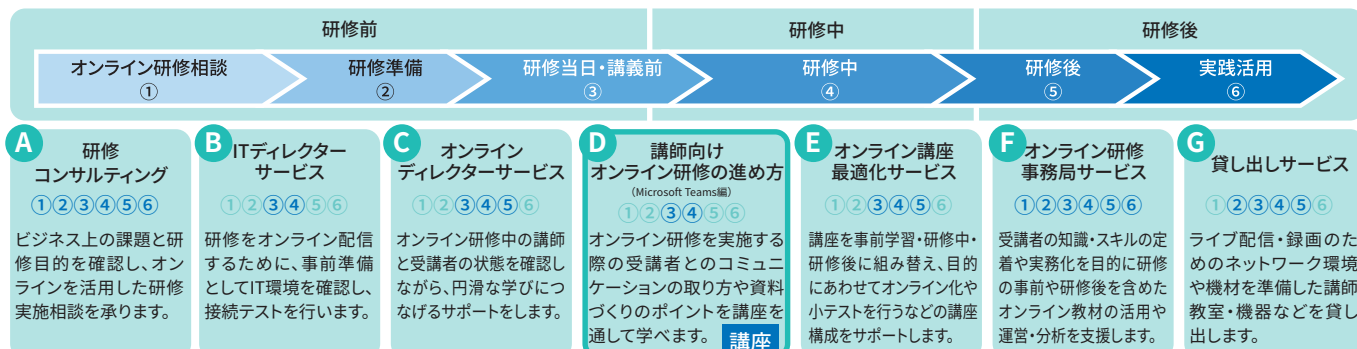 研修前
研修中
研修後
オンライン研修相談
①
研修準備
②
研修当日・講義前
③
研修中
④
研修後
⑤
実践活用
⑥
A
研修
コンサルティング
①②③④⑤⑥
ビジネス上の課題と研
修目的を確認し、オン
ラインを活用した研修
実施相談を承ります。
B
ITディレクター
サービス
①②③④⑤⑥
研修をオンライン配信
するために、事前準備
としてIT環境を確認し、
接続テストを行います。
C
オンライン
ディレクターサービス
①②③④⑤⑥
オンライン研修中の講師
と受講者の状態を確認し
ながら、円滑な学びにつ
なげるサポートをします。
D
講師向け
オンライン研修の進め方
（Microsoft Teams編）
①②③④⑤⑥
オンライン研修を実施する
際の受講者とのコミュニ
ケーションの取り方や資料
づくりのポイントを講座を
通して学べます。
講座
E
オンライン講座
最適化サービス
①②③④⑤⑥
講座を事前学習・研修中・
研修後に組み替え、目的
にあわせてオンライン化や
小テストを行うなどの講座
構成をサポートします。
F
オンライン研修
事務局サービス
①②③④⑤⑥
受講者の知識・スキルの定
着や実務化を目的に研修
の事前や研修後を含めた
オンライン教材の活用や
運営・分析を支援します。
G
貸し出しサービス
①②③④⑤⑥
ライブ配信・録画のた
めのネットワーク環境
や機材を準備した講師
教室・機器などを貸し
出します。